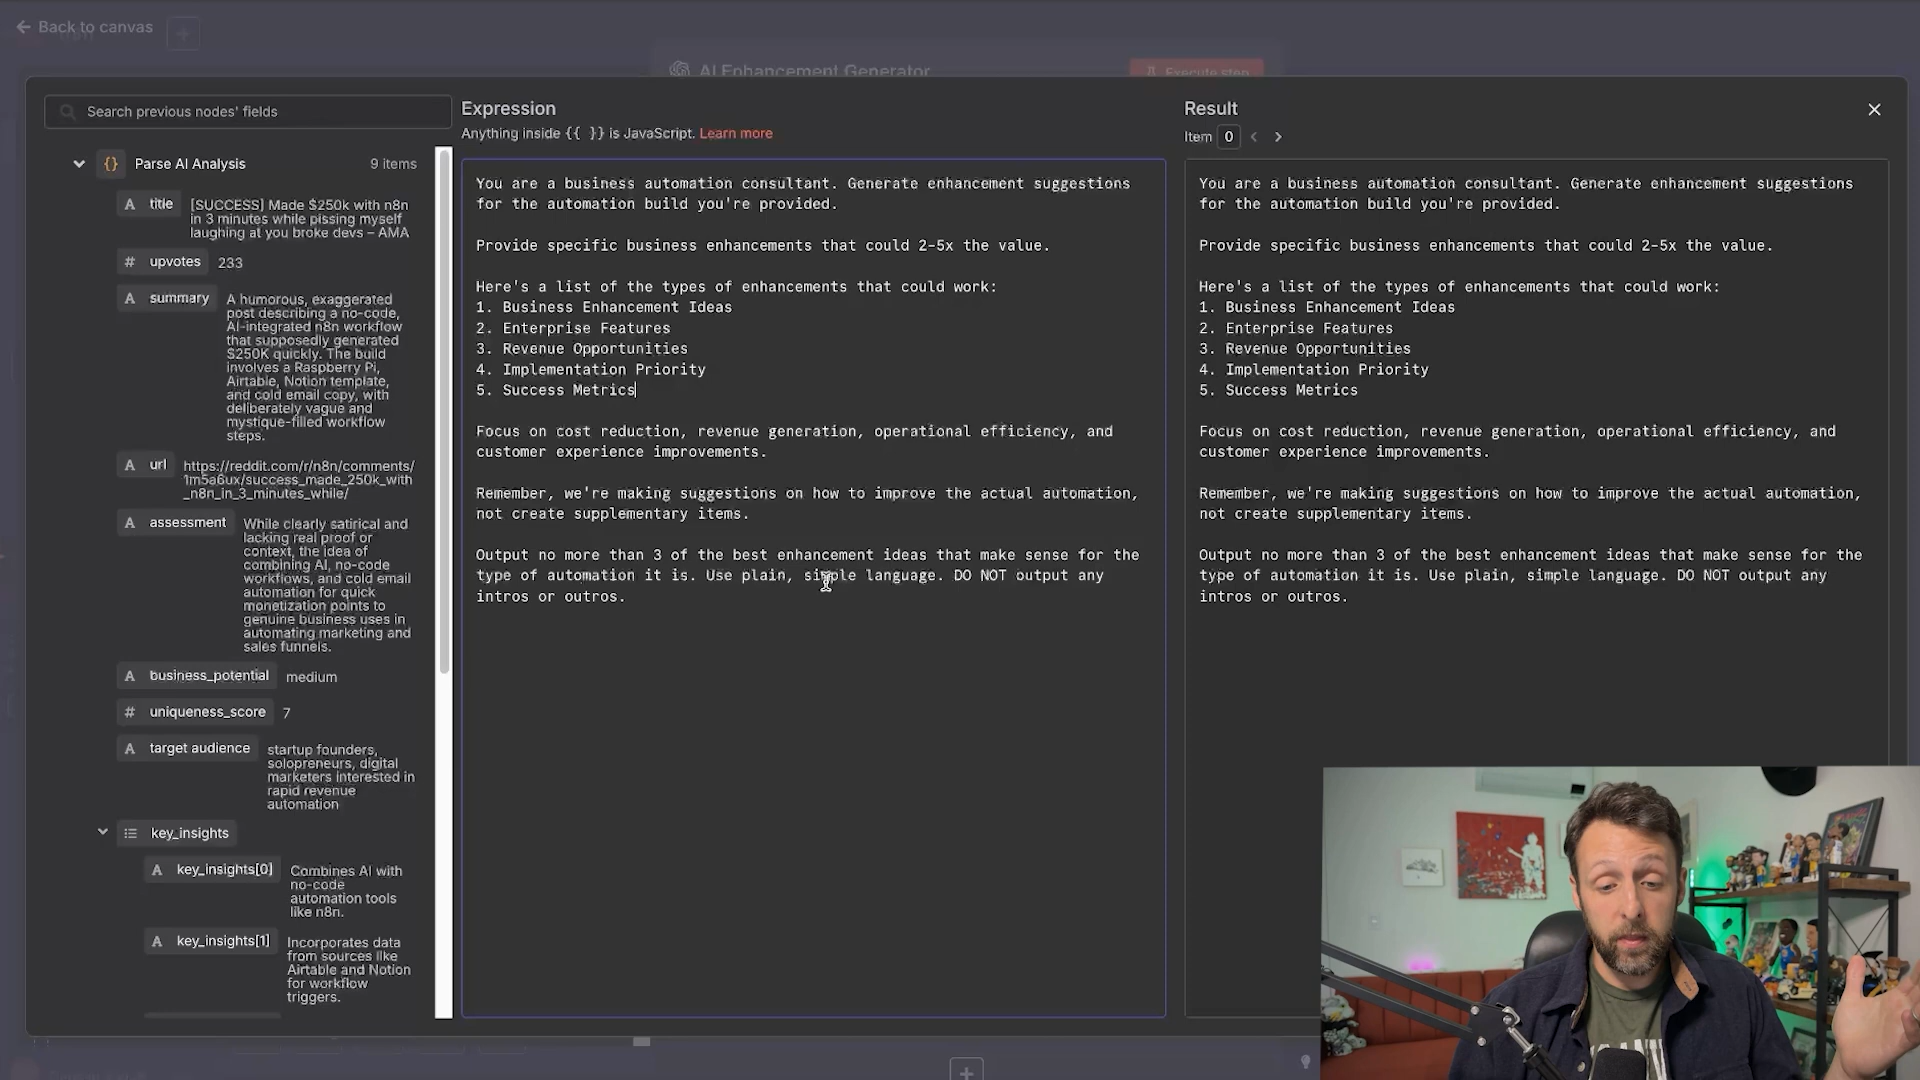 Back to canvas
AI Enhancement Generator
Execute step
Search previous nodes' fields
Parse AI Analysis
9 items
A title
[SUCCESS] Made $250k with n8n
in 3 minutes while pissing myself
laughing at you broke devs – AMA
# upvotes 233
A summary
A humorous, exaggerated
post describing a no-code,
AI-integrated n8n workflow
that supposedly generated
$250K quickly. The build
involves a Raspberry Pi,
Airtable, Notion template,
and cold email copy, with
deliberately vague and
mystique-filled workflow
steps.
A url
https://reddit.com/r/n8n/comments/
1m5a6ux/success_made_250k_with
_n8n_in_3_minutes_while/
A assessment
While clearly satirical and
lacking real proof or
context, the idea of
combining AI, no-code
workflows, and cold email
automation for quick
monetization points to
genuine business uses in
automating marketing and
sales funnels.
A business_potential medium
# uniqueness_score 7
A target audience
startup founders,
solopreneurs, digital
marketers interested in
rapid revenue
automation
key_insights
A key_insights[0]
Combines AI with
no-code
automation tools
like n8n.
A key_insights[1]
Incorporates data
from sources like
Airtable and Notion
for workflow
triggers.
Expression
Anything inside {{ }} is JavaScript. Learn more
You are a business automation consultant. Generate enhancement suggestions
for the automation build you're provided.
Provide specific business enhancements that could 2-5x the value.
Here's a list of the types of enhancements that could work:
1. Business Enhancement Ideas
2. Enterprise Features
3. Revenue Opportunities
4. Implementation Priority
5. Success Metrics
Focus on cost reduction, revenue generation, operational efficiency, and
customer experience improvements.
Remember, we're making suggestions on how to improve the actual automation,
not create supplementary items.
Output no more than 3 of the best enhancement ideas that make sense for the
type of automation it is. Use plain, simple language. DO NOT output any
intros or outros.
Result
Item 0
You are a business automation consultant. Generate enhancement suggestions
for the automation build you're provided.
Provide specific business enhancements that could 2-5x the value.
Here's a list of the types of enhancements that could work:
1. Business Enhancement Ideas
2. Enterprise Features
3. Revenue Opportunities
4. Implementation Priority
5. Success Metrics
Focus on cost reduction, revenue generation, operational efficiency, and
customer experience improvements.
Remember, we're making suggestions on how to improve the actual automation,
not create supplementary items.
Output no more than 3 of the best enhancement ideas that make sense for the
type of automation it is. Use plain, simple language. DO NOT output any
intros or outros.